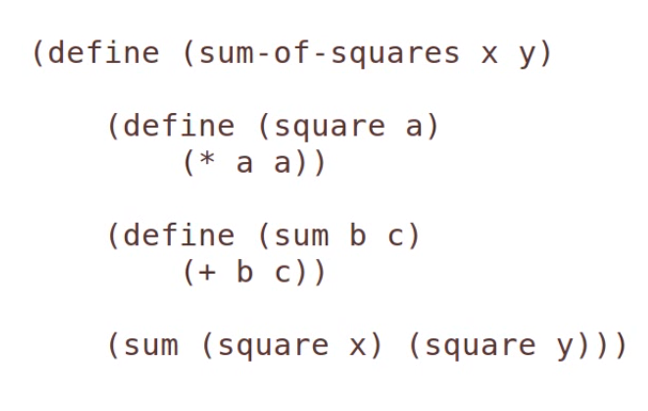 (define (sum-of-squares x y)
(define (square a)
(* a a))
(define (sum b c)
(+ b c))
(sum (square x) (square y)))